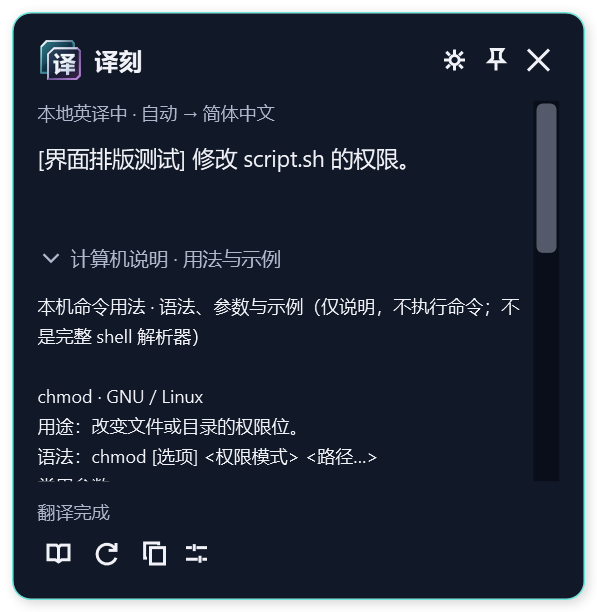 译 译刻
本地英译中 · 自动 → 简体中文
[界面排版测试] 修改 script.sh 的权限。
计算机说明 · 用法与示例
本机命令用法 · 语法、参数与示例（仅说明，不执行命令；不
是完整 shell 解析器）
chmod · GNU / Linux
用途：改变文件或目录的权限位。
语法：chmod [选项] <权限模式> <路径...>
翻译完成